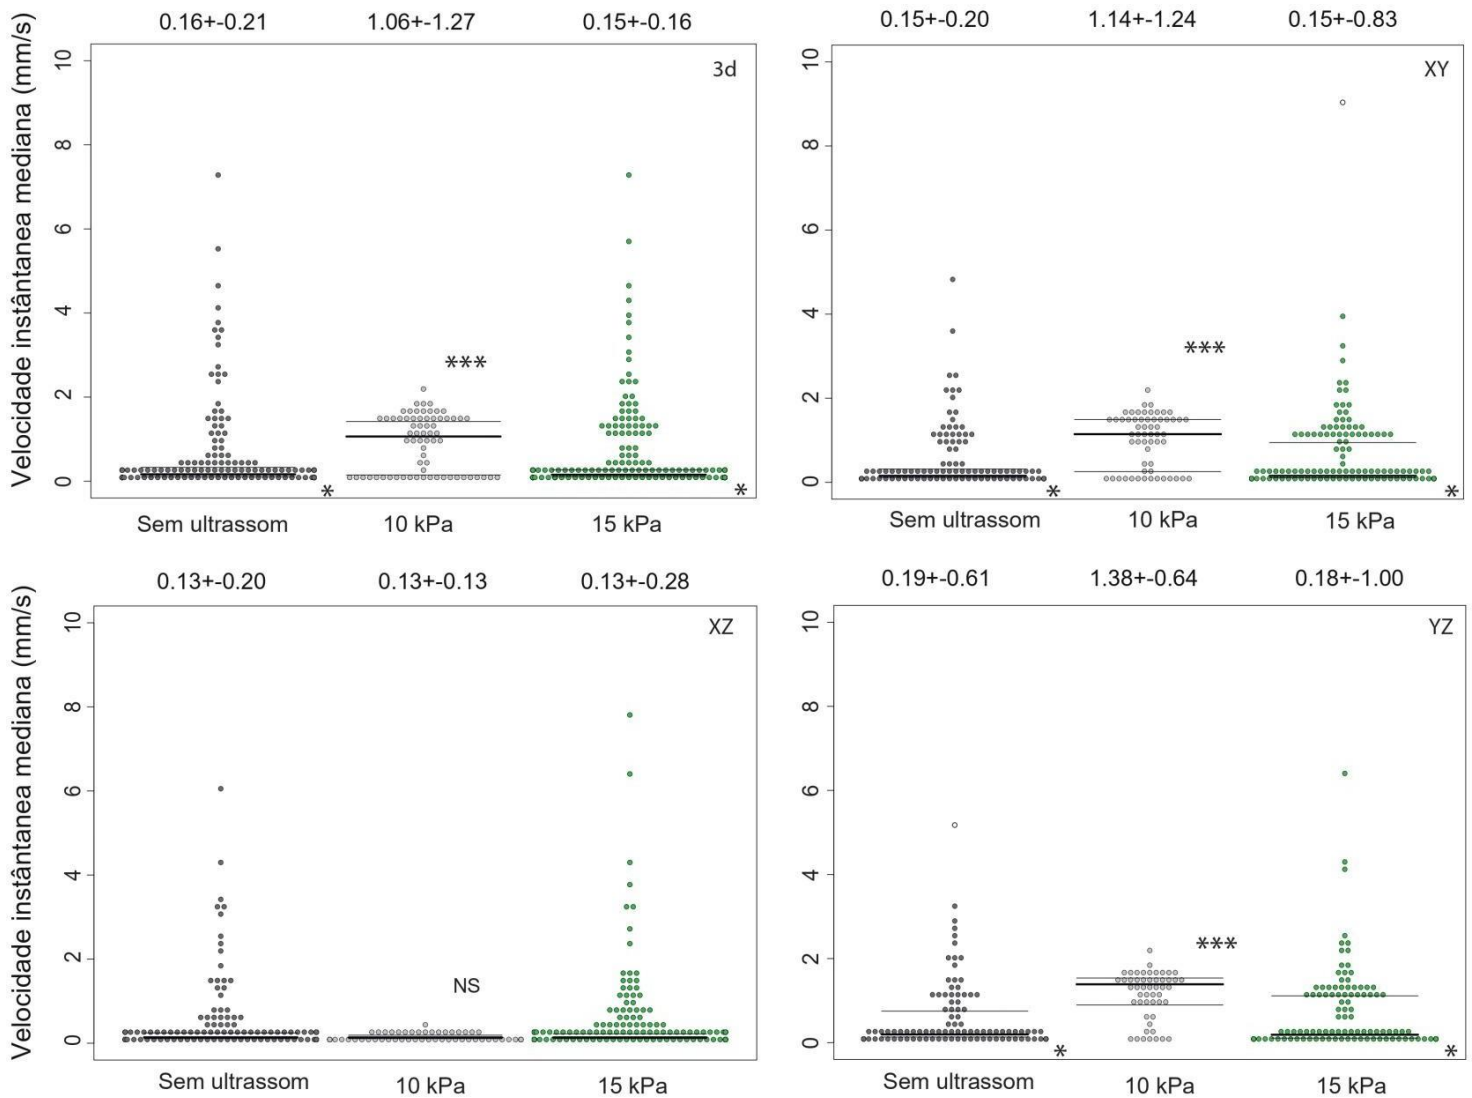 0.16+-0.21 1.06+-1.27 0.15+-0.16
Velocidade instântanea mediana (mm/s)
10
8
6
4
2
0
3d
***
*
*
Sem ultrassom 10 kPa 15 kPa
0.15+-0.20 1.14+-1.24 0.15+-0.83
10
8
6
4
2
0
XY
***
*
*
Sem ultrassom 10 kPa 15 kPa
0.13+-0.20 0.13+-0.13 0.13+-0.28
Velocidade instântanea mediana (mm/s)
10
8
6
4
2
0
XZ
NS
Sem ultrassom 10 kPa 15 kPa
0.19+-0.61 1.38+-0.64 0.18+-1.00
10
8
6
4
2
0
YZ
***
*
*
Sem ultrassom 10 kPa 15 kPa